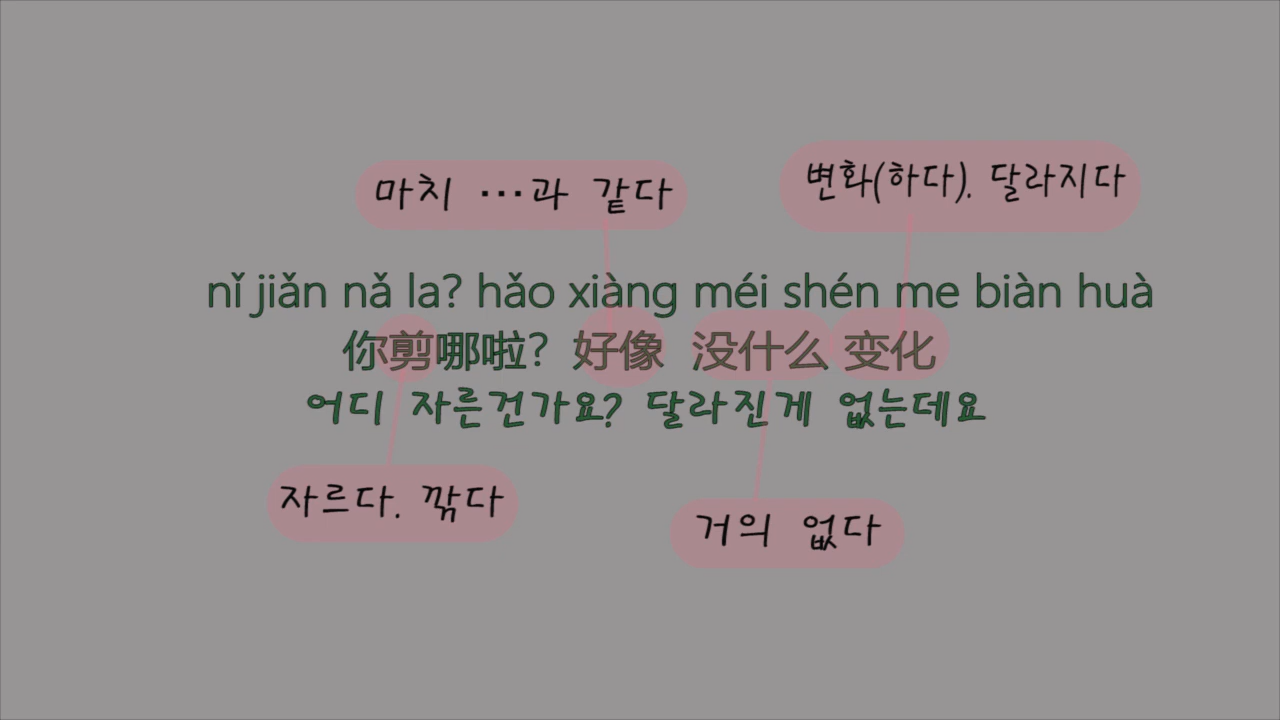 마치 ···과 같다
변화(하다). 달라지다
nǐ jiǎn nǎ la? hǎo xiàng méi shén me biàn huà
你剪哪啦? 好像 没什么 变化
어디 자른건가요? 달라진게 없는데요
자르다. 깎다
거의 없다